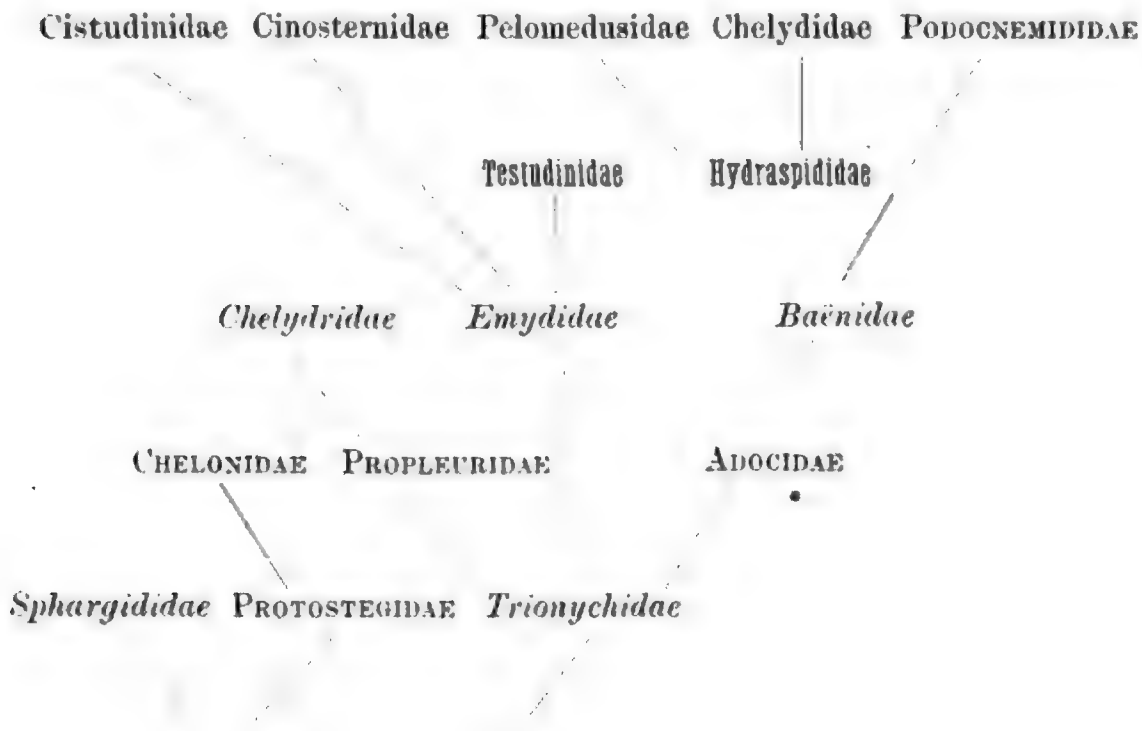 Cistudinidae Cinosternidae Pelomedusidae Chelydidae PODOCNEMIDIDAE
Testudinidae Hydraspididae
Chelydridae Emydidae Baënidae
CHELONIDAE PROPLEURIDAE ADOCIDAE
Sphargididae PROTOSTEGIDAE Trionychidae